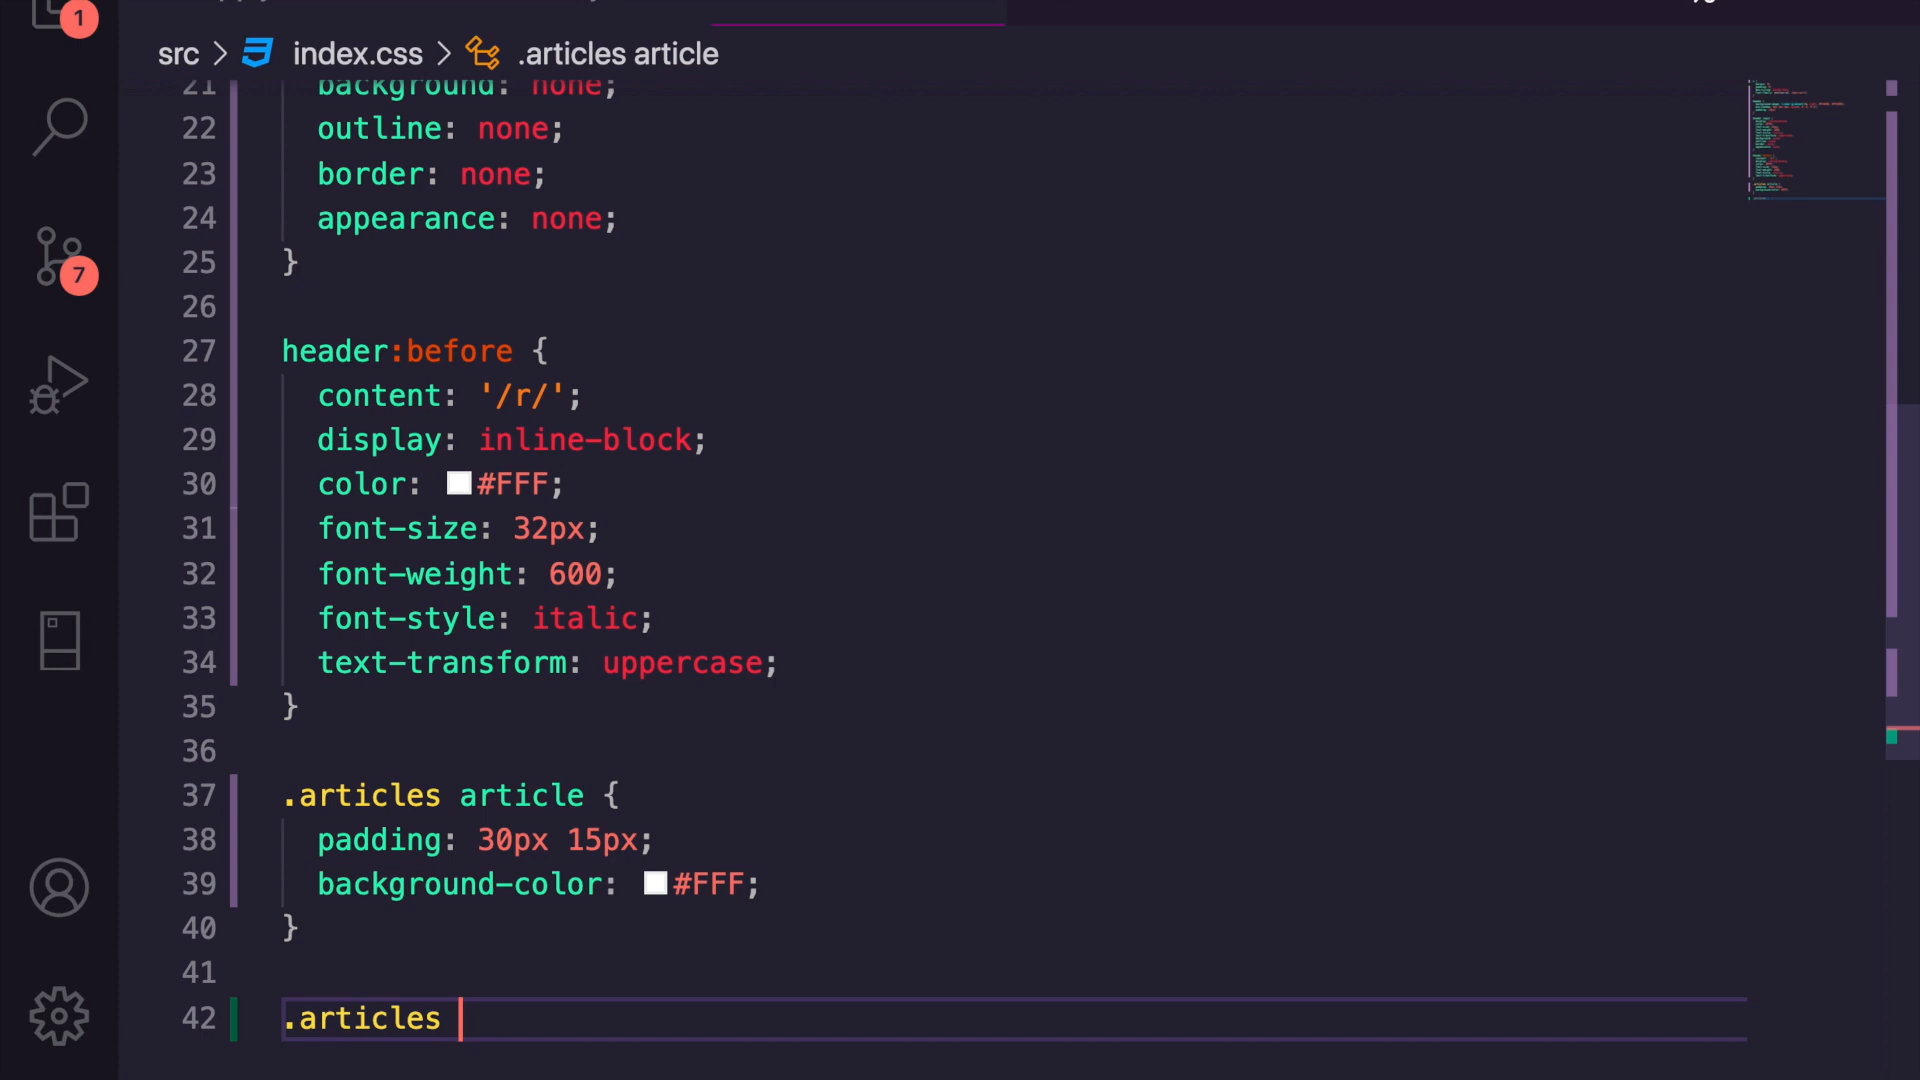 1
src > index.css > .articles article
21 background: none;
22 outline: none;
23 border: none;
24 appearance: none;
7
25 }
26
27 header:before {
28 content: '/r/';
29 display: inline-block;
30 color: #FFF;
31 font-size: 32px;
32 font-weight: 600;
33 font-style: italic;
34 text-transform: uppercase;
35 }
36
37 .articles article {
38 padding: 30px 15px;
39 background-color: #FFF;
40 }
41
42 .articles